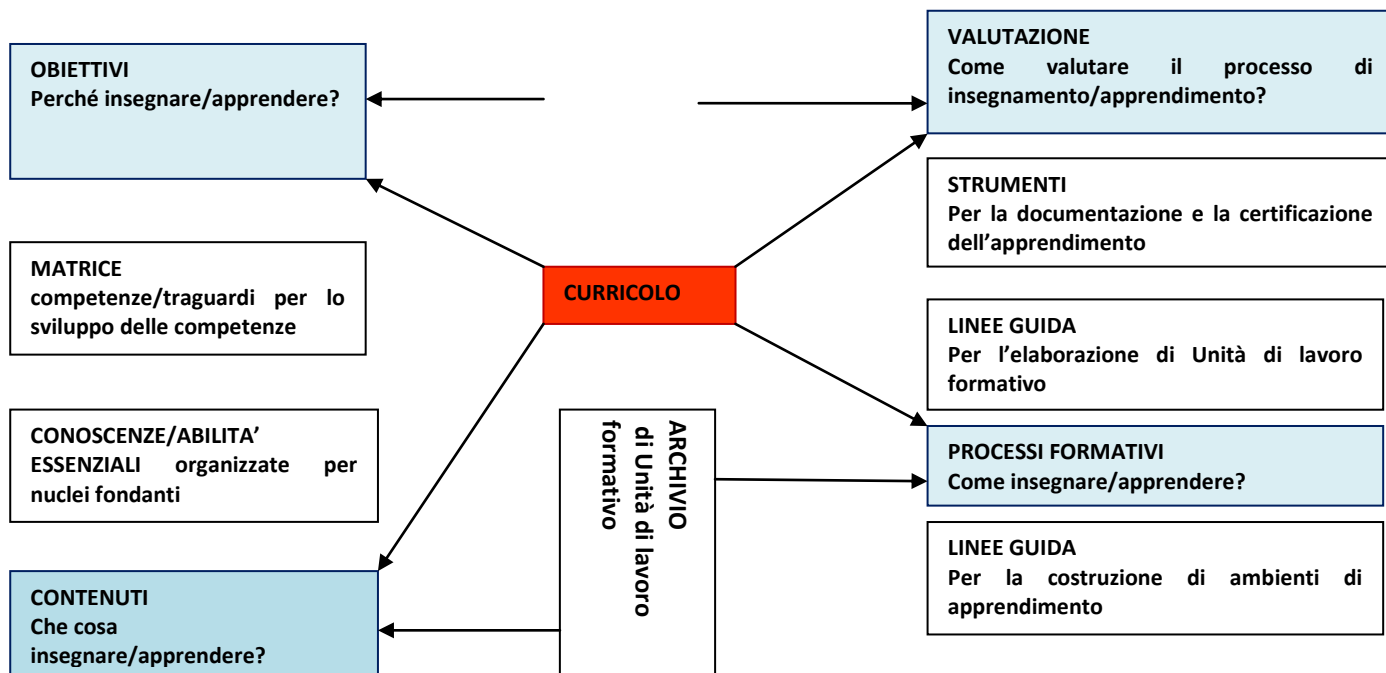 OBIETTIVI
Perché insegnare/apprendere?
MATRICE
competenze/traguardi per lo
sviluppo delle competenze
CONOSCENZE/ABILITA’
ESSENZIALI organizzate per
nuclei fondanti
CONTENUTI
Che cosa
insegnare/apprendere?
CURRICOLO
ARCHIVIO
di Unità di lavoro
formativo
VALUTAZIONE
Come valutare il processo di
insegnamento/apprendimento?
STRUMENTI
Per la documentazione e la certificazione
dell’apprendimento
LINEE GUIDA
Per l’elaborazione di Unità di lavoro
formativo
PROCESSI FORMATIVI
Come insegnare/apprendere?
LINEE GUIDA
Per la costruzione di ambienti di
apprendimento